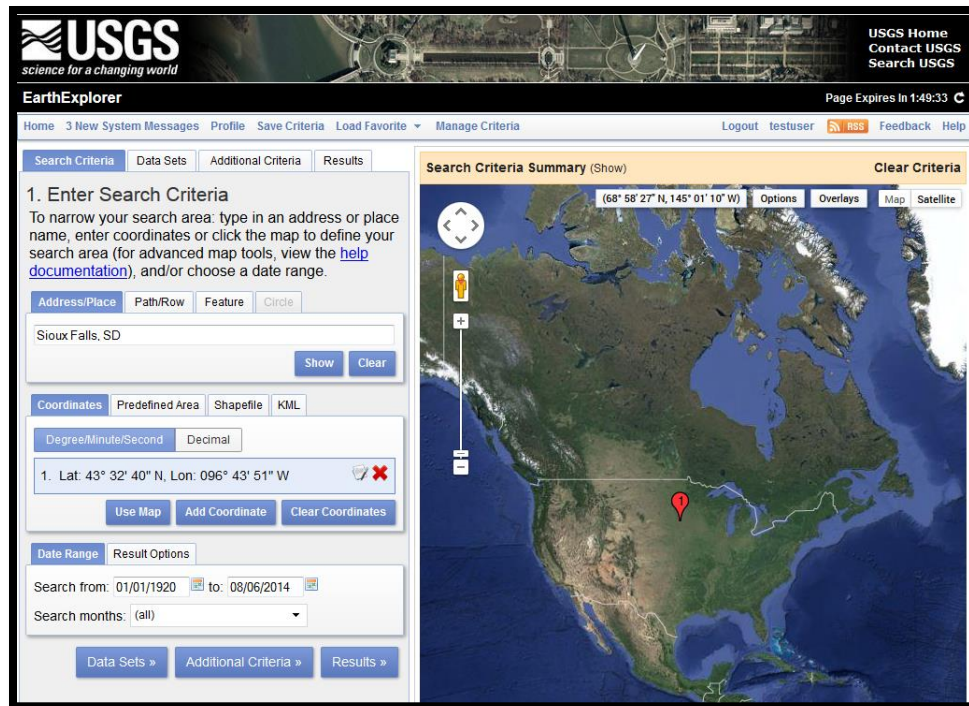 USGS
science for a changing world
USGS Home
Contact USGS
Search USGS
EarthExplorer
Page Expires In 1:49:33
Home 3 New System Messages Profile Save Criteria Load Favorite Manage Criteria
Logout testuser RSS Feedback Help
Search Criteria Data Sets Additional Criteria Results
1. Enter Search Criteria
To narrow your search area: type in an address or place
name, enter coordinates or click the map to define your
search area (for advanced map tools, view the help
documentation), and/or choose a date range.
Address/Place Path/Row Feature Circle
Sioux Falls, SD
Show Clear
Coordinates Predefined Area Shapefile KML
Degree/Minute/Second Decimal
1. Lat: 43° 32' 40" N, Lon: 096° 43' 51" W
Use Map Add Coordinate Clear Coordinates
Date Range Result Options
Search from: 01/01/1920 to: 08/06/2014
Search months: (all)
Data Sets » Additional Criteria » Results »
Search Criteria Summary (Show) Clear Criteria
(68° 58' 27" N, 145° 01' 10" W) Options Overlays Map Satellite
1